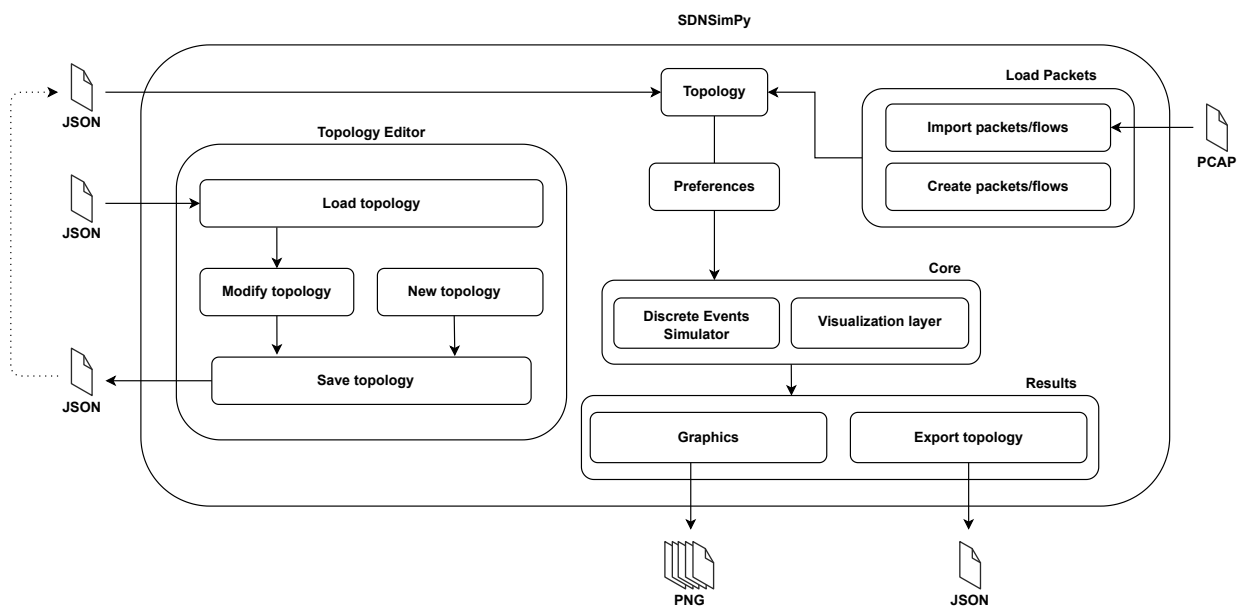 SDNSimPy
JSON
Topology
Load Packets
Import packets/flows
Create packets/flows
PCAP
Topology Editor
JSON
Load topology
Preferences
Modify topology
New topology
Core
Discrete Events
Simulator
Visualization layer
JSON
Save topology
Results
Graphics
Export topology
PNG
JSON